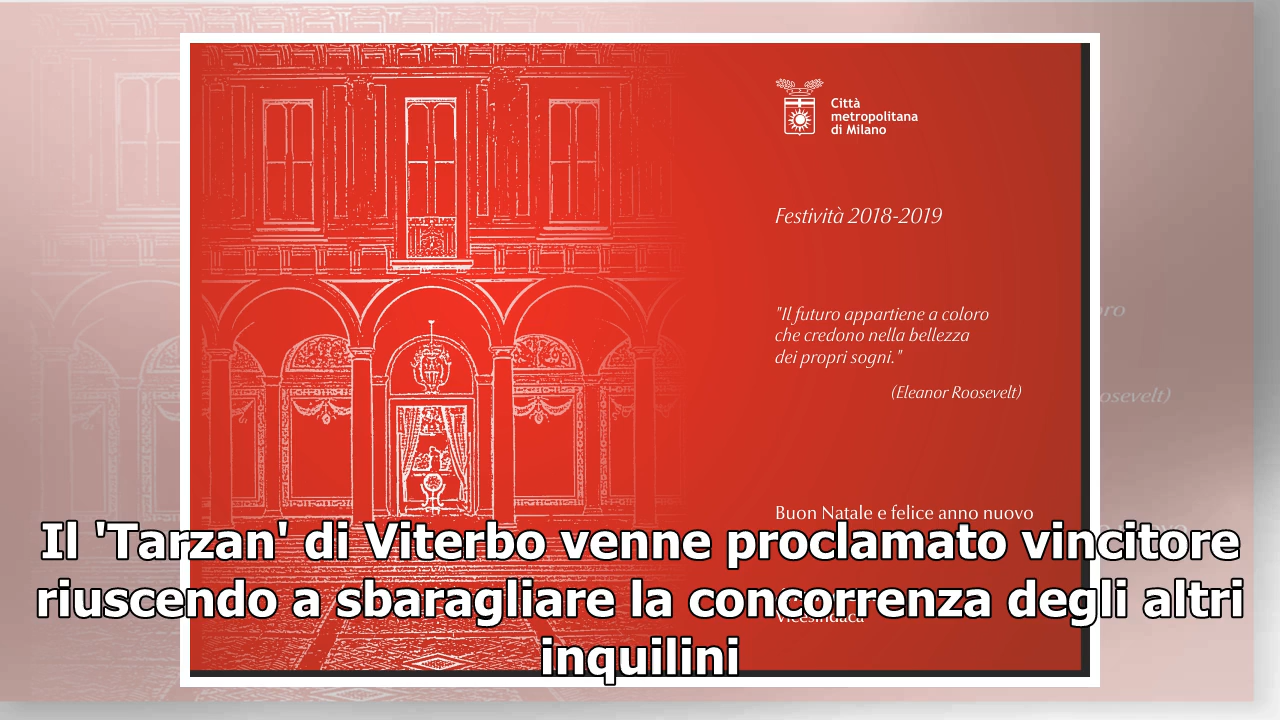 Città
metropolitana
di Milano
Festività 2018-2019
"Il futuro appartiene a coloro
che credono nella bellezza
dei propri sogni."
(Eleanor Roosevelt)
Buon Natale e felice anno nuovo
Vicesindaca
Il 'Tarzan' di Viterbo venne proclamato vincitore
riuscendo a sbaragliare la concorrenza degli altri
inquilini